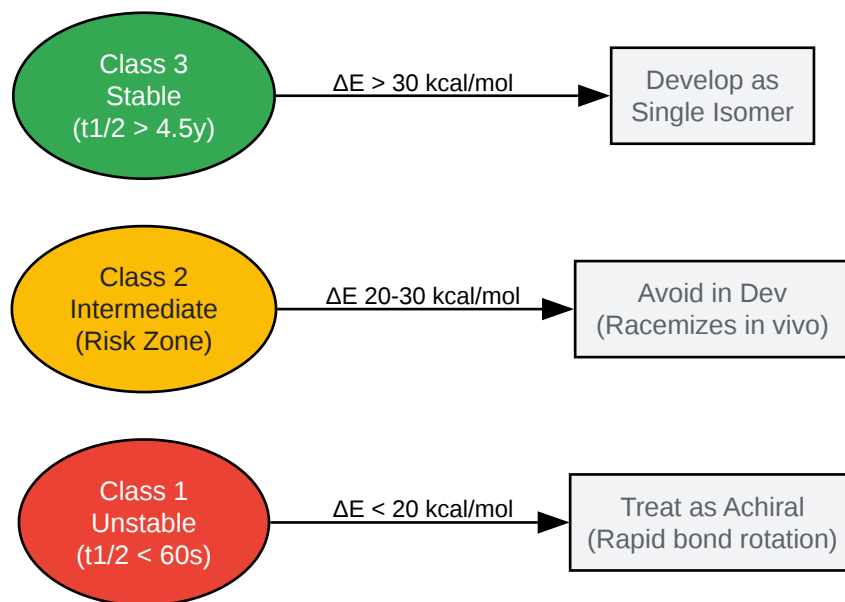 Class 3
Stable
(t1/2 > 4.5y)
ΔE > 30 kcal/mol
Develop as
Single Isomer
Class 2
Intermediate
(Risk Zone)
ΔE 20-30 kcal/mol
Avoid in Dev
(Racemizes in vivo)
Class 1
Unstable
(t1/2 < 60s)
ΔE < 20 kcal/mol
Treat as Achiral
(Rapid bond rotation)